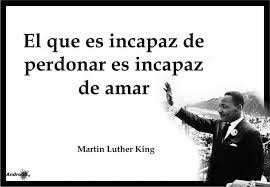 El que es incapaz de
perdonar es incapaz
de amar
Martin Luther King